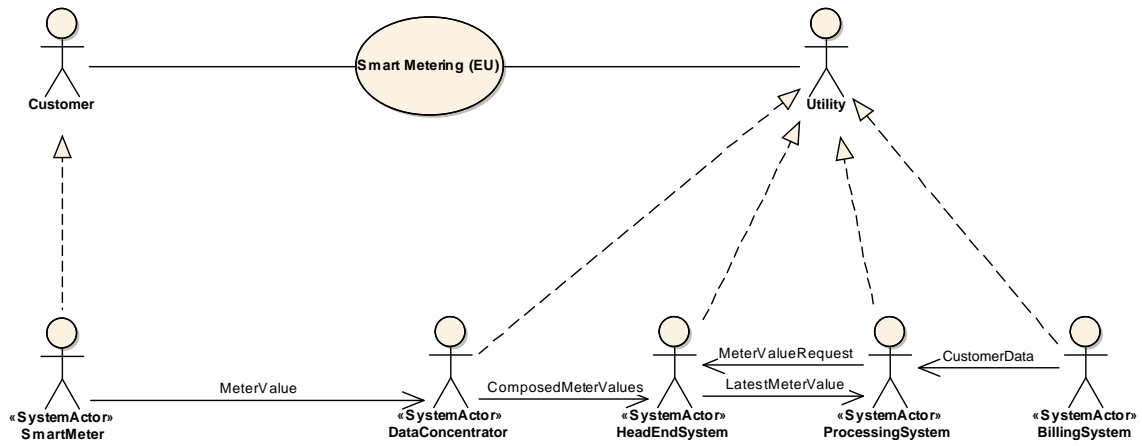 Smart Metering (EU)
Customer
Utility
MeterValueRequest
CustomerData
MeterValue
ComposedMeterValues
LatestMeterValue
«SystemActor»
SmartMeter
«SystemActor»
DataConcentrator
«SystemActor»
HeadEndSystem
«SystemActor»
ProcessingSystem
«SystemActor»
BillingSystem